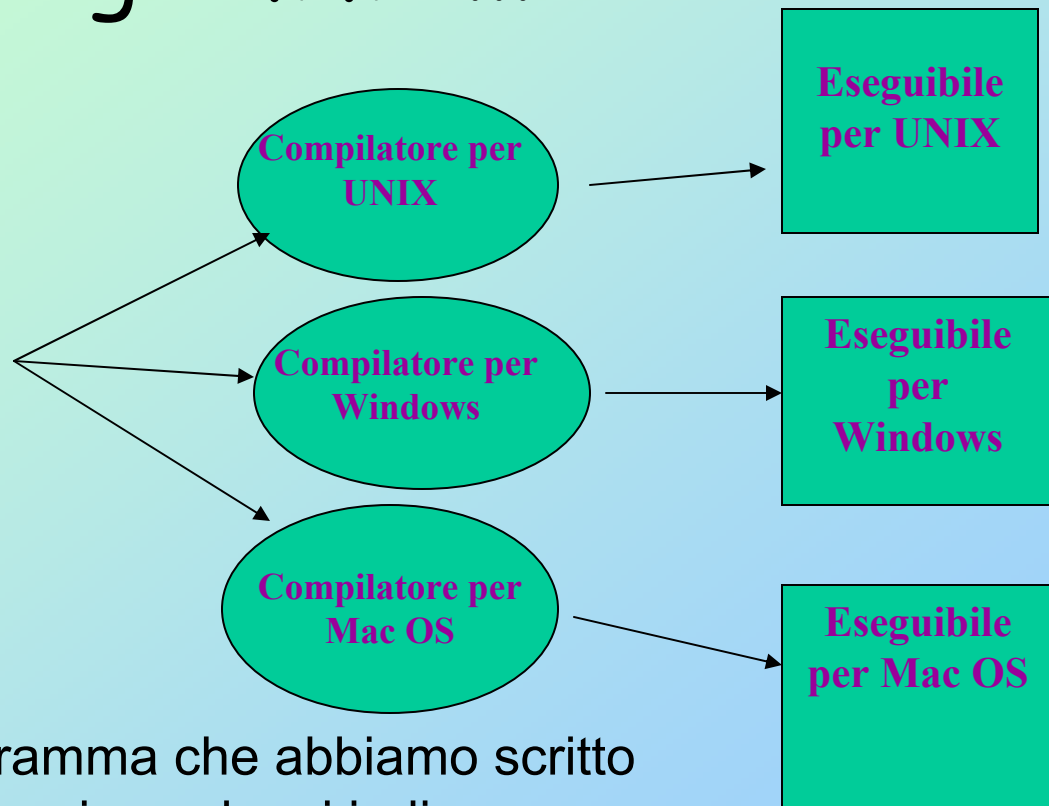 Compilatore per
UNIX
Eseguibile
per UNIX
Compilatore per
Windows
Eseguibile
per
Windows
Compilatore per
Mac OS
Eseguibile
per Mac OS
ramma che abbiamo scritto